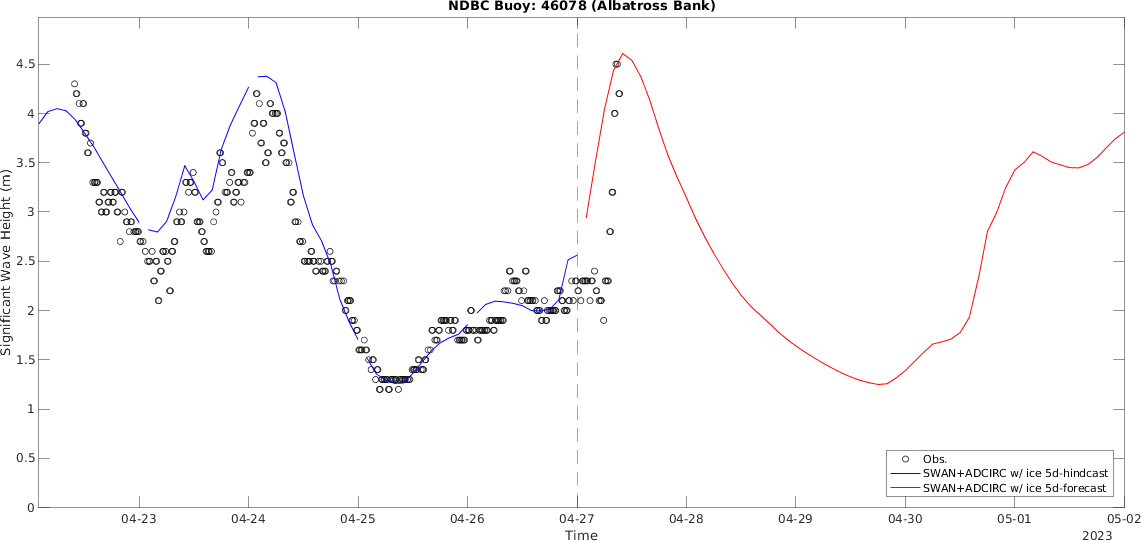 NDBC Buoy: 46078 (Albatross Bank)
Significant Wave Height (m)
4.5
4
3.5
3
2.5
2
1.5
1
0.5
0
Obs.
SWAN+ADCIRC w/ ice 5d-hindcast
SWAN+ADCIRC w/ ice 5d-forecast
04-23 04-24 04-25 04-26 04-27 04-28 04-29 04-30 05-01 05-02
Time 2023